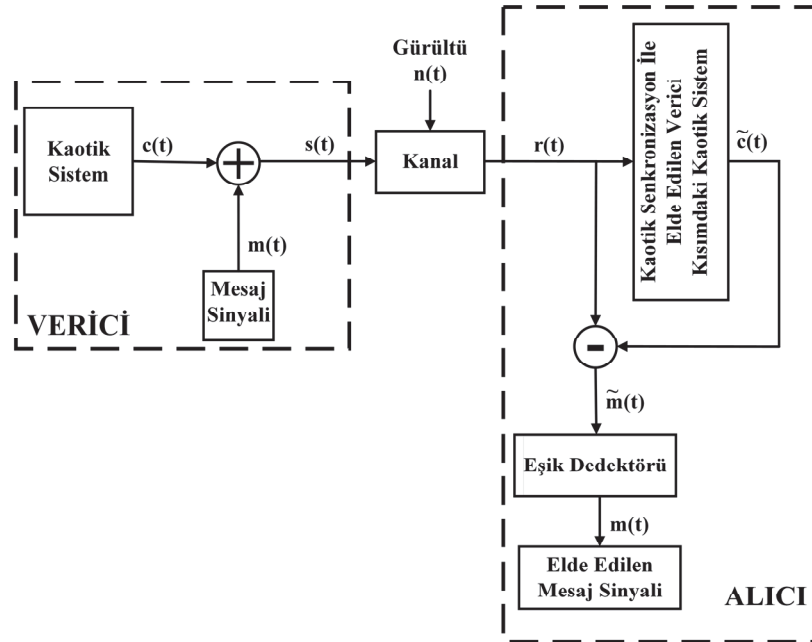 Gürültü
n(t)
Kaotik
Sistem
c(t)
+
s(t)
Kanal
r(t)
Kaotik Senkronizasyon İle
Elde Edilen Verici
Kısımdaki Kaotik Sistem
c̃(t)
m(t)
Mesaj
Sinyali
VERİCİ
-
m̃(t)
Eşik Dedektörü
m(t)
Elde Edilen
Mesaj Sinyali
ALICI